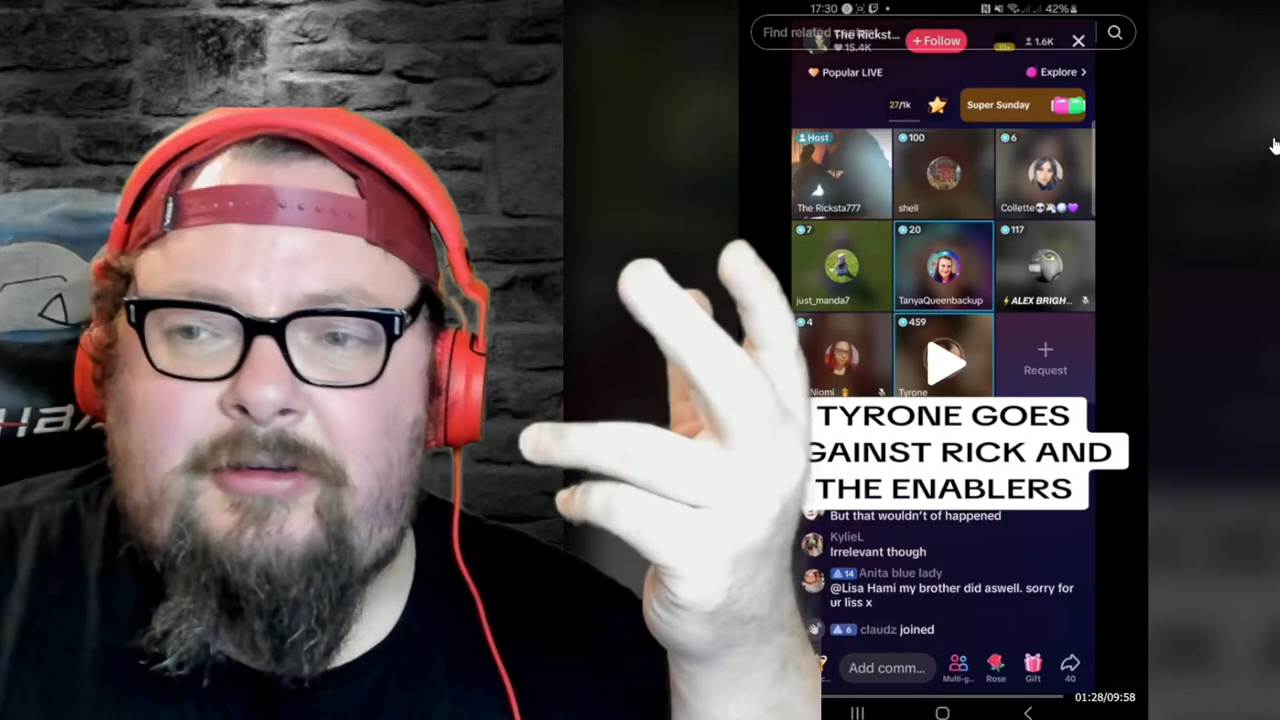 17:30
42%
Find related content
The Rickst...
15.4K
+ Follow
1.6K
Popular LIVE
Explore >
27/1k
Super Sunday
Host
100
6
The Ricksta777
shell
Collette
7
20
117
just_manda7
TanyaQueenbackup
ALEX BRIGH..
4
459
Niomi
Tyrone
Request
TYRONE GOES
GAINST RICK AND
THE ENABLERS
But that wouldn't of happened
KylieL
Irrelevant though
14 Anita blue lady
@Lisa Hami my brother did aswell. sorry for
ur liss x
6 claudz joined
Add comm...
Multi-g..
Rose
Gift
40
01:28/09:58